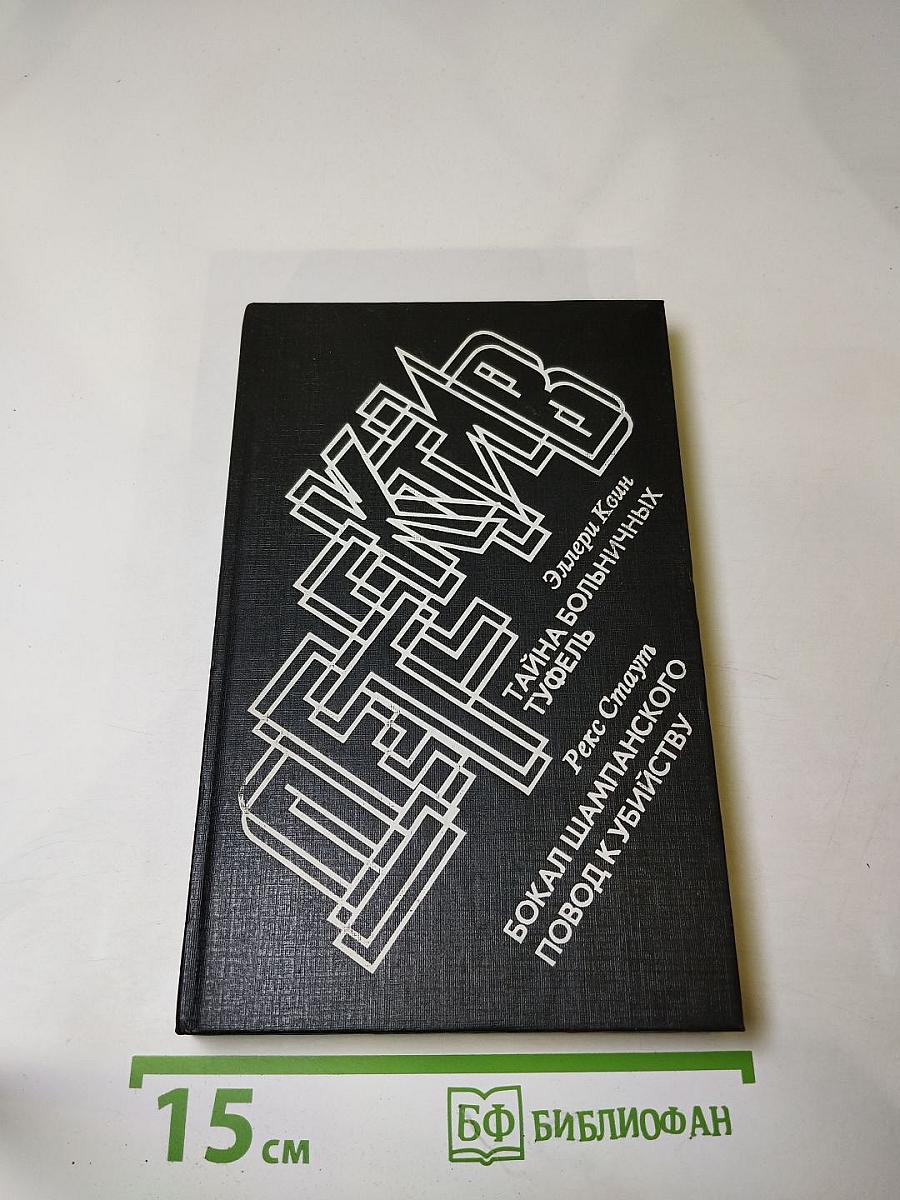 ДЕТЕКТИВ
Эллери Квин
ТАЙНА БОЛЬНИЧНЫХ
ТУФЕЛЬ
Рекс Стаут
БОКАЛ ШАМПАНСКОГО
ПОВОД К УБИЙСТВУ
15 см
БФ БИБЛИОФАН